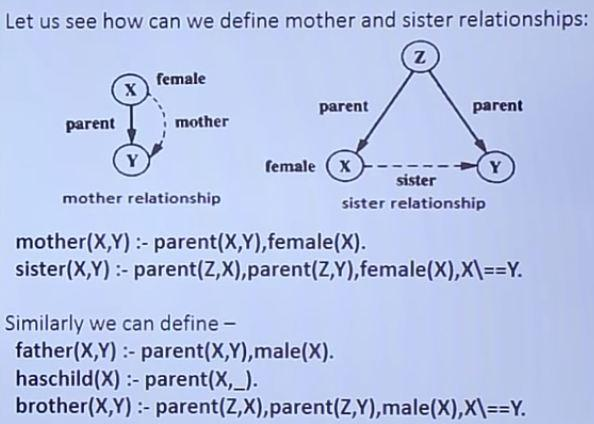 Let us see how can we define mother and sister relationships:
X female
parent mother
Y
mother relationship
Z
parent parent
female X sister Y
sister relationship
mother(X,Y) :- parent(X,Y),female(X).
sister(X,Y) :- parent(Z,X),parent(Z,Y),female(X),X\==Y.
Similarly we can define –
father(X,Y) :- parent(X,Y),male(X).
haschild(X) :- parent(X,_).
brother(X,Y) :- parent(Z,X),parent(Z,Y),male(X),X\==Y.